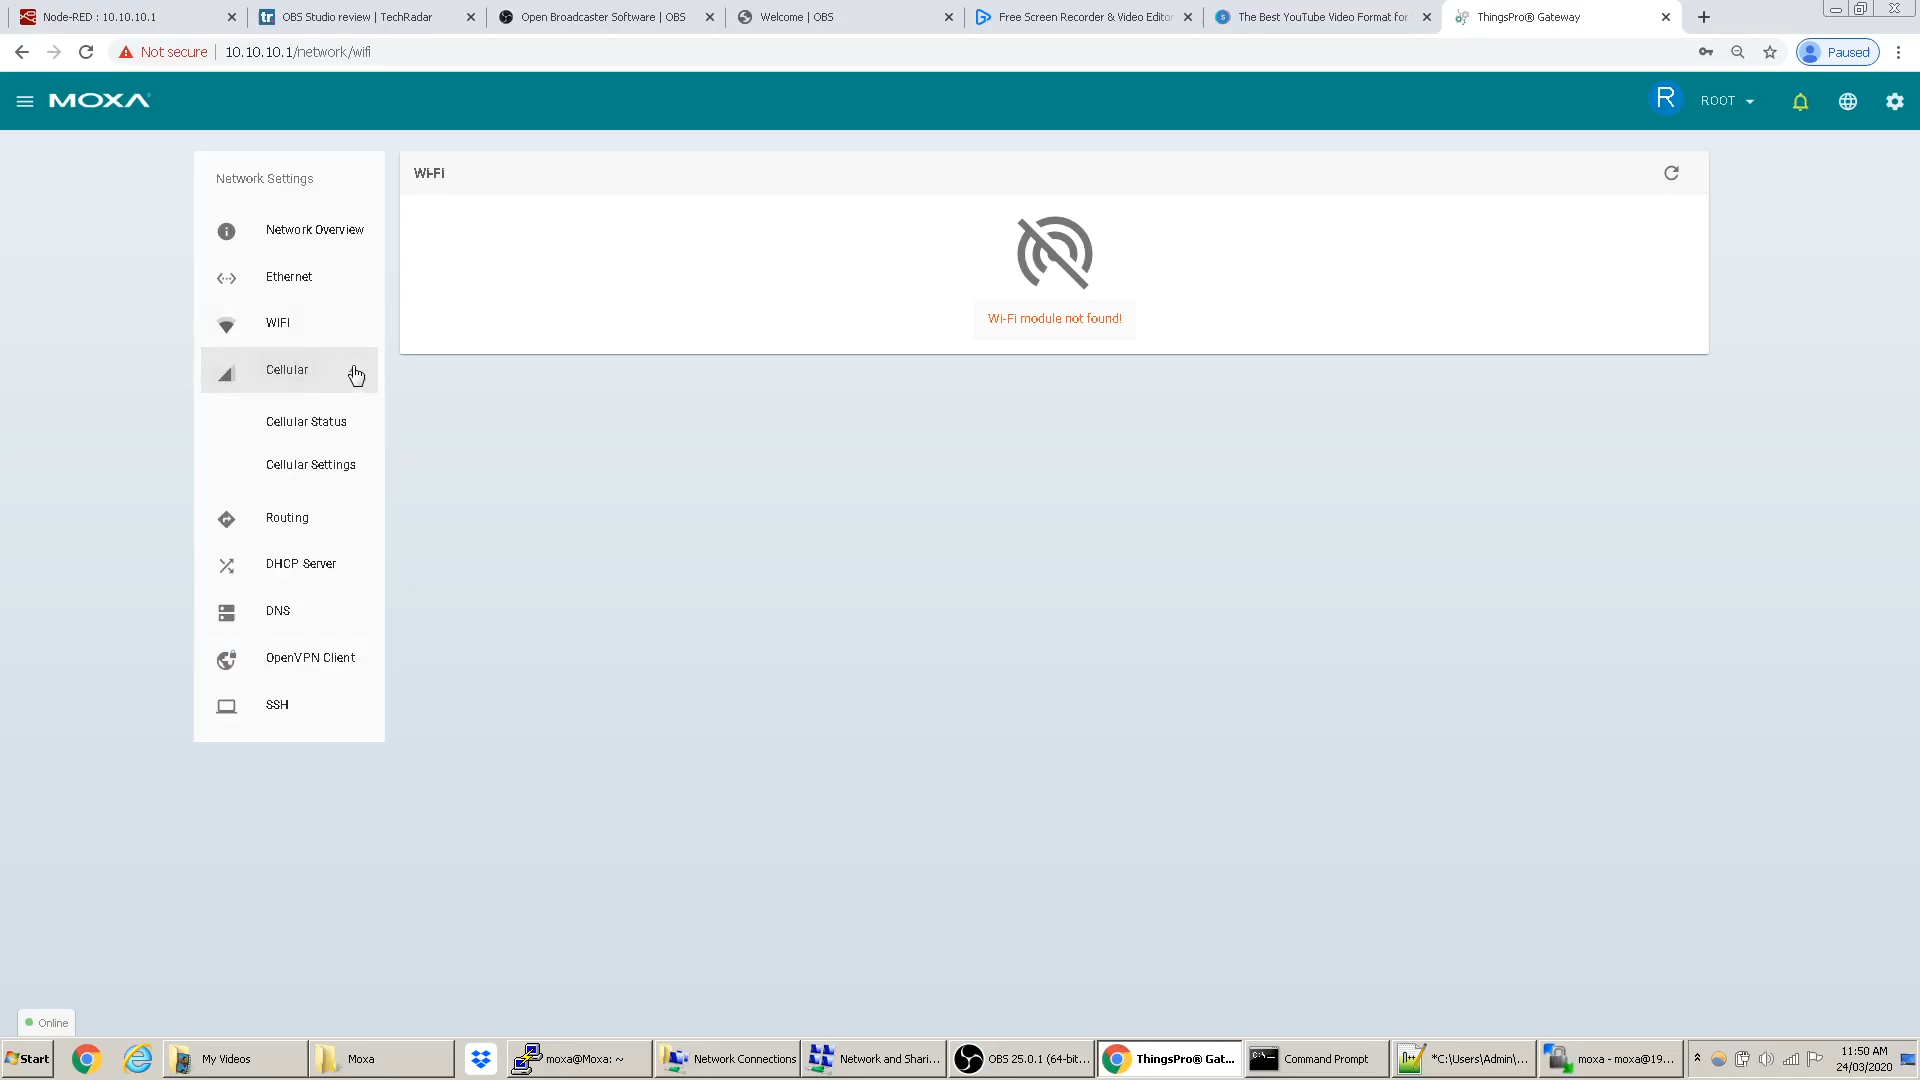 Node-RED : 10.10.10.1
OBS Studio review | TechRadar
Open Broadcaster Software | OBS
Welcome | OBS
Free Screen Recorder & Video Editor
The Best YouTube Video Format for
ThingsPro® Gateway
Not secure
10.10.10.1/network/wifi
Paused
MOXA
R
ROOT
Network Settings
Network Overview
Ethernet
WIFI
Cellular
Cellular Status
Cellular Settings
Routing
DHCP Server
DNS
OpenVPN Client
SSH
Wi-Fi
Wi-Fi module not found!
Online
Start
My Videos
Moxa
moxa@Moxa: ~
Network Connections
Network and Shari...
OBS 25.0.1 (64-bit...
ThingsPro® Gat...
Command Prompt
*C:\Users\Admin\...
moxa - moxa@19...
11:50 AM
24/03/2020